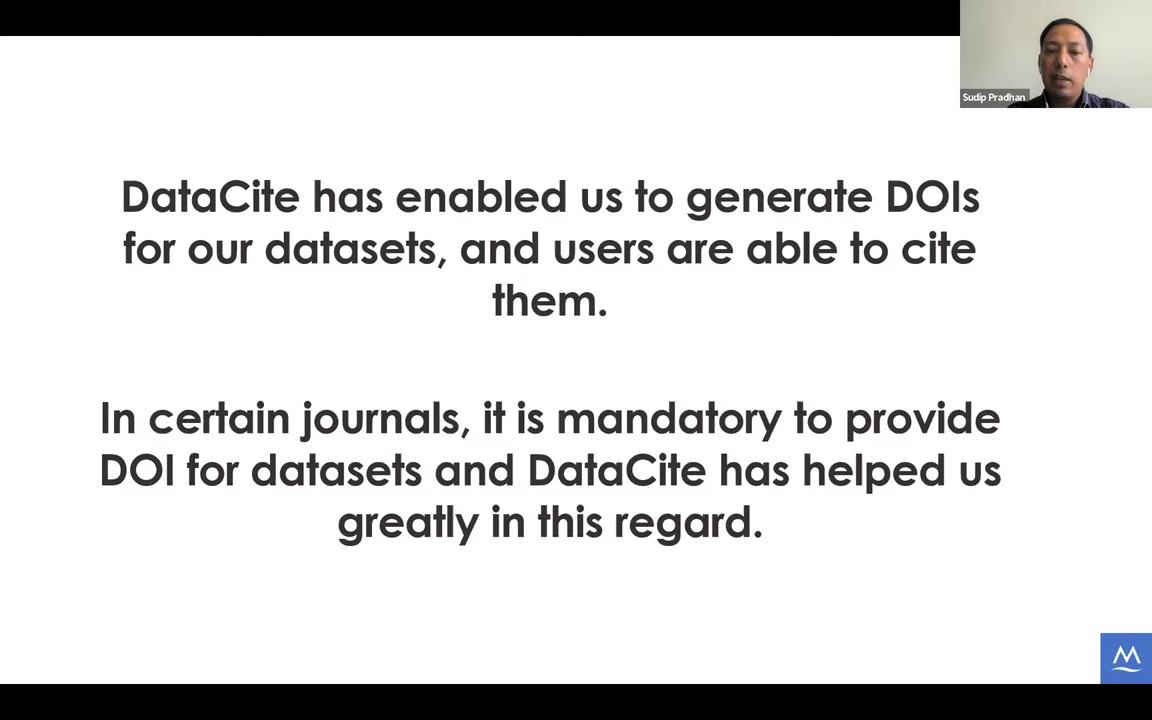 Sudip Pradhan
DataCite has enabled us to generate DOIs
for our datasets, and users are able to cite
them.
In certain journals, it is mandatory to provide
DOI for datasets and DataCite has helped us
greatly in this regard.